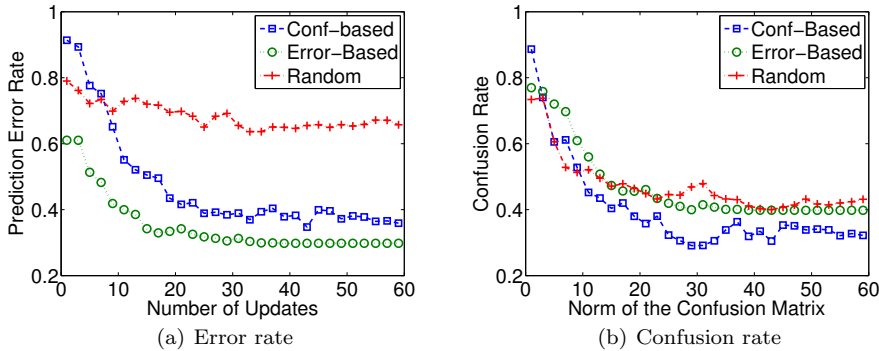 1
0.8
0.6
0.4
0.2
0 10 20 30 40 50 60
Prediction Error Rate
Number of Updates
Conf-based
Error-Based
Random
(a) Error rate
1
0.8
0.6
0.4
0.2
0 10 20 30 40 50 60
Confusion Rate
Norm of the Confusion Matrix
Conf-Based
Error-Based
Random
(b) Confusion rate